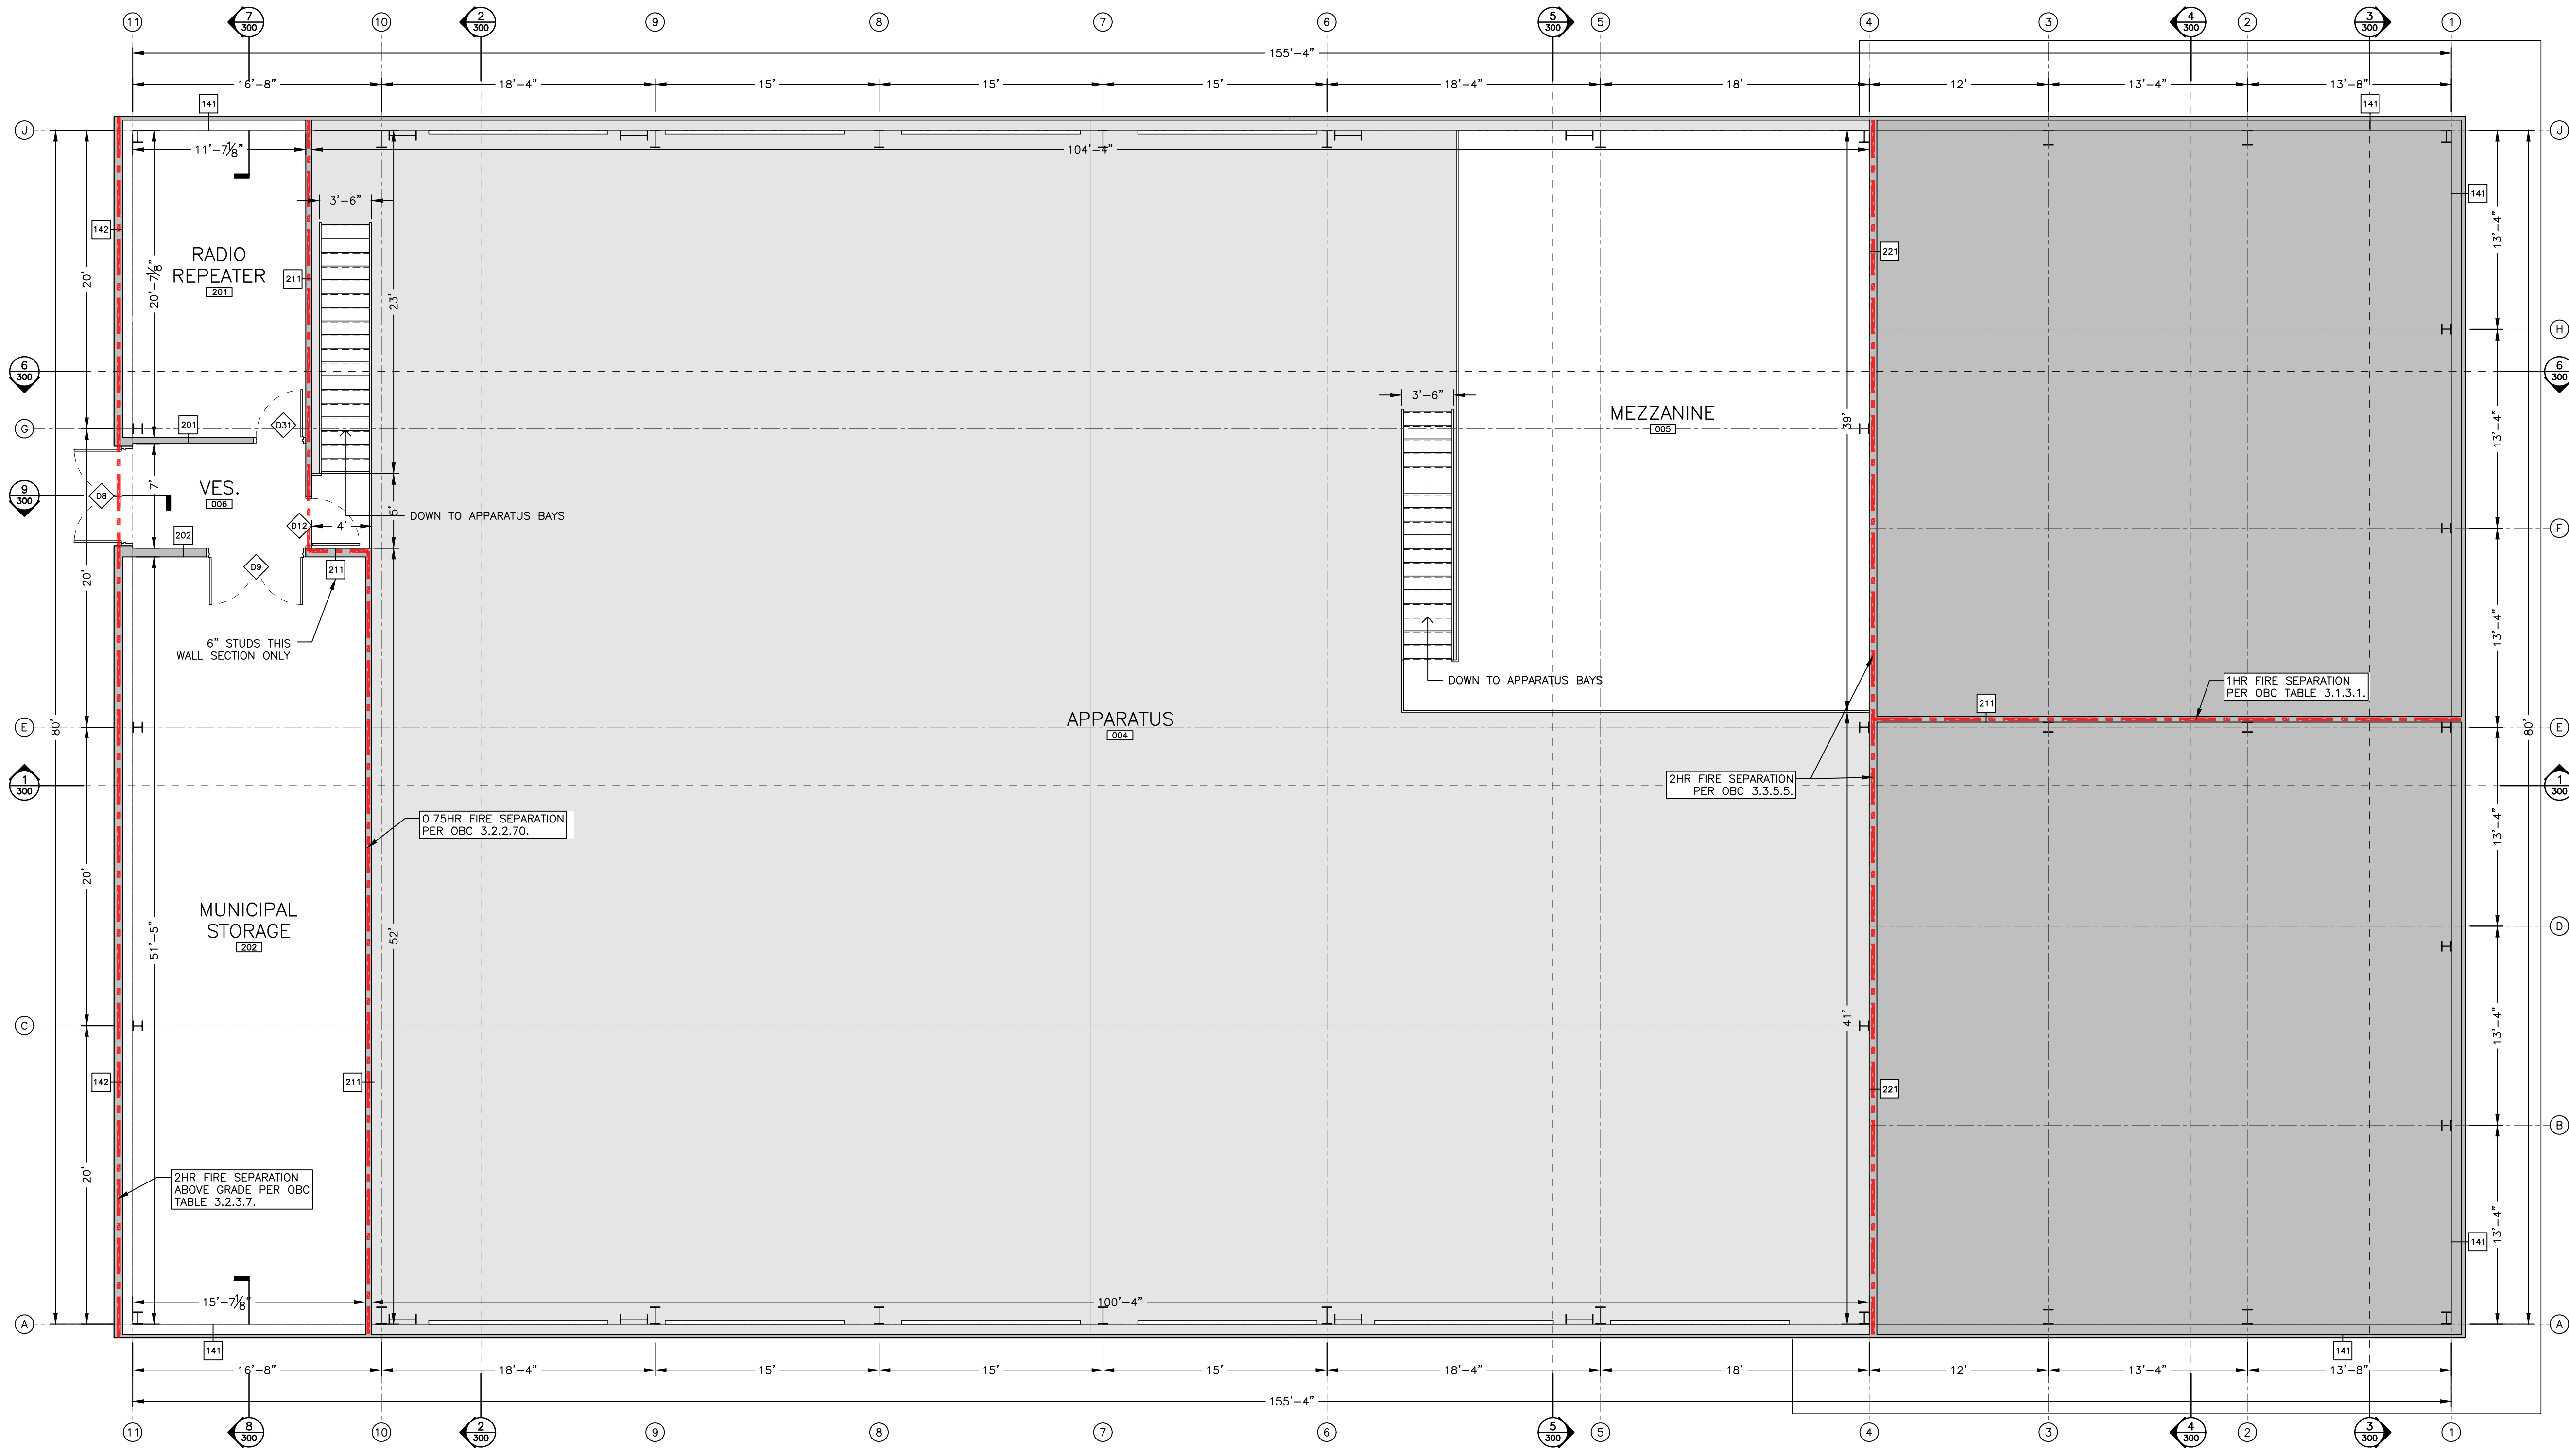 11 7 10 2 9 8 7 6 5 5 4 3 4 2 3 1
300 300 300 300 300
155'-4"
16'-8" 18'-4" 15' 15' 15' 18'-4" 18' 12' 13'-4" 13'-8"
141 141
J J
11'-7⅞" 104'-4"
3'-6"
141
142
221
20' 20'-7⅞" 23' 13'-4"
RADIO
REPEATER
201
211
H
6
300
6
300
3'-6"
MEZZANINE
005
39'
13'-4"
G
201
D31
7'
VES.
006
9
300
D8
D12
4'
5'
DOWN TO APPARATUS BAYS
F
202
D9
211
20'
6" STUDS THIS
WALL SECTION ONLY
13'-4"
DOWN TO APPARATUS BAYS
1HR FIRE SEPARATION
PER OBC TABLE 3.1.3.1.
211
APPARATUS
004
E E
80' 80'
1
300
1
300
2HR FIRE SEPARATION
PER OBC 3.3.5.5.
0.75HR FIRE SEPARATION
PER OBC 3.2.2.70.
13'-4"
20'
MUNICIPAL
STORAGE
202
51'-5"
52'
D
C
41'
13'-4"
142
211
221
B
2HR FIRE SEPARATION
ABOVE GRADE PER OBC
TABLE 3.2.3.7.
20'
13'-4"
141
15'-7⅞" 100'-4"
A A
141 141
16'-8" 18'-4" 15' 15' 15' 18'-4" 18' 12' 13'-4" 13'-8"
155'-4"
11 8 10 2 9 8 7 6 5 5 4 3 4 2 3 1
300 300 300 300 300